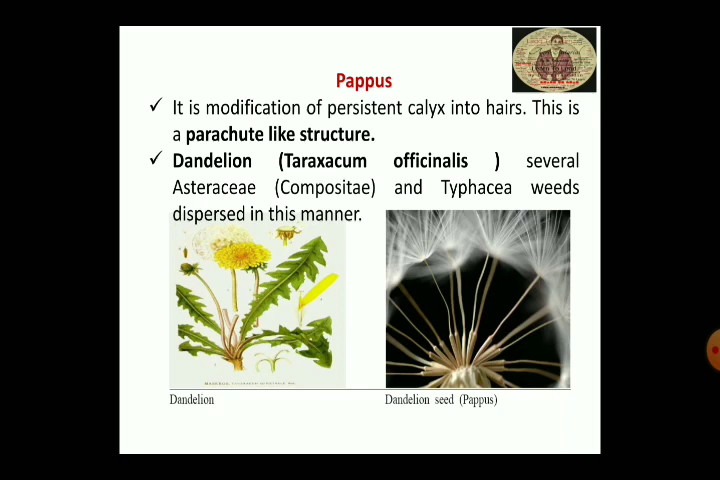 Pappus
✓ It is modification of persistent calyx into hairs. This is
a parachute like structure.
✓ Dandelion (Taraxacum officinalis ) several
Asteraceae (Compositae) and Typhacea weeds
dispersed in this manner.
Dandelion
Dandelion seed (Pappus)